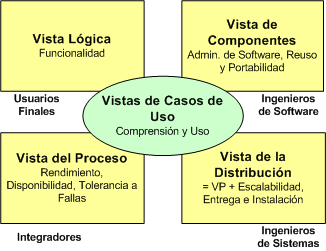 Vista Lógica
Funcionalidad
Vista de
Componentes
Admin. de Software, Reuso
y Portabilidad
Usuarios
Finales
Ingenieros
de Software
Vistas de Casos de
Uso
Comprensión y Uso
Vista del Proceso
Rendimiento,
Disponibilidad, Tolerancia a
Fallas
Vista de la
Distribución
= VP + Escalabilidad,
Entrega e Instalación
Integradores
Ingenieros
de Sistemas